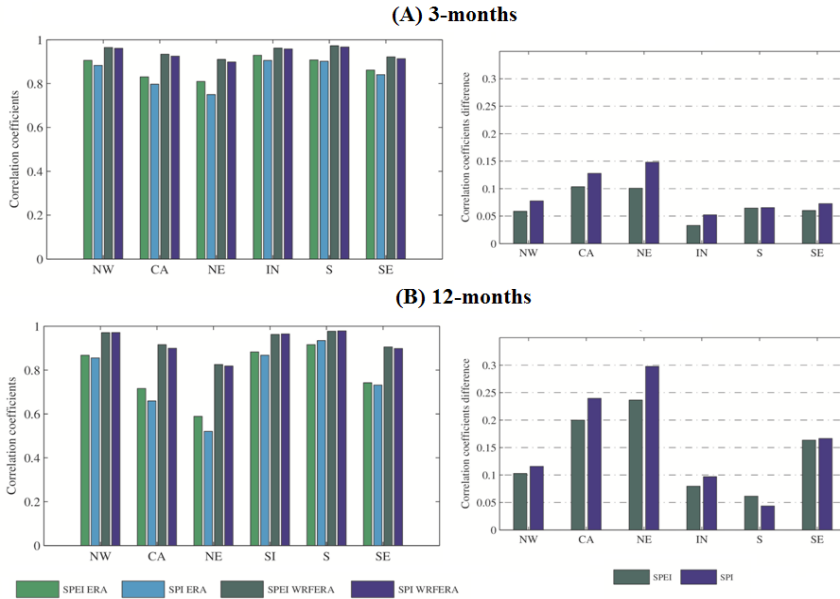 (A) 3-months
Correlation coefficients
1
0.8
0.6
0.4
0.2
0
NW CA NE IN S SE
Correlation coefficients difference
0.3
0.25
0.2
0.15
0.1
0.05
0
NW CA NE IN S SE
(B) 12-months
Correlation coefficients
1
0.8
0.6
0.4
0.2
0
NW CA NE SI S SE
Correlation coefficients difference
0.3
0.25
0.2
0.15
0.1
0.05
0
NW CA NE IN S SE
SPEI ERA SPI ERA SPEI WRFERA SPI WRFERA
SPEI SPI